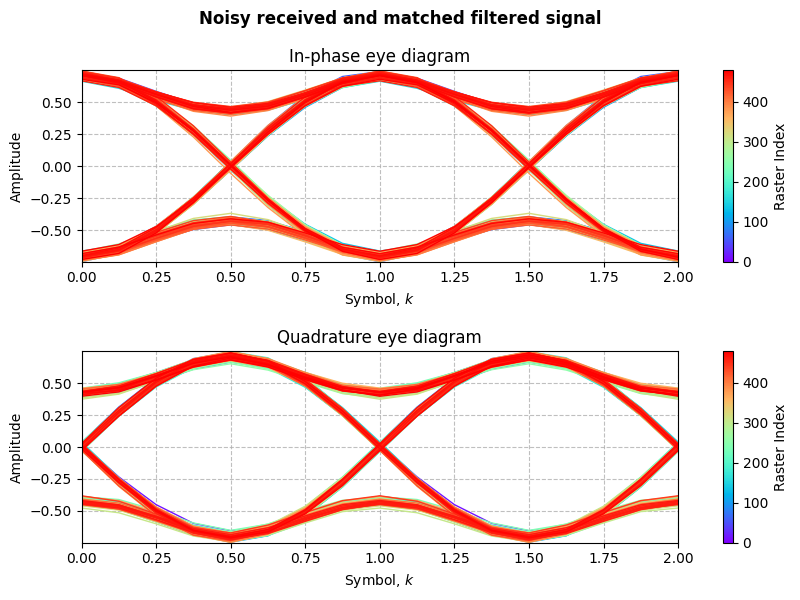 Noisy received and matched filtered signal
In-phase eye diagram
Amplitude
0.50
0.25
0.00
−0.25
−0.50
0.00 0.25 0.50 0.75 1.00 1.25 1.50 1.75 2.00
Symbol, k
400
300
200
100
0
Raster Index
Quadrature eye diagram
Amplitude
0.50
0.25
0.00
−0.25
−0.50
0.00 0.25 0.50 0.75 1.00 1.25 1.50 1.75 2.00
Symbol, k
400
300
200
100
0
Raster Index